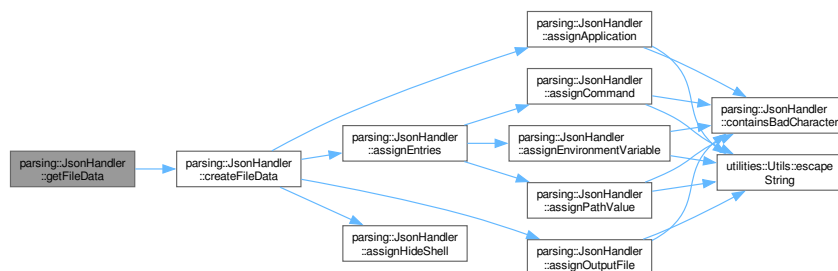 parsing::JsonHandler
::getFileData
parsing::JsonHandler
::createFileData
parsing::JsonHandler
::assignEntries
parsing::JsonHandler
::assignHideShell
parsing::JsonHandler
::assignApplication
parsing::JsonHandler
::assignCommand
parsing::JsonHandler
::assignEnvironmentVariable
parsing::JsonHandler
::assignPathValue
parsing::JsonHandler
::assignOutputFile
parsing::JsonHandler
::containsBadCharacter
utilities::Utils::escape
String